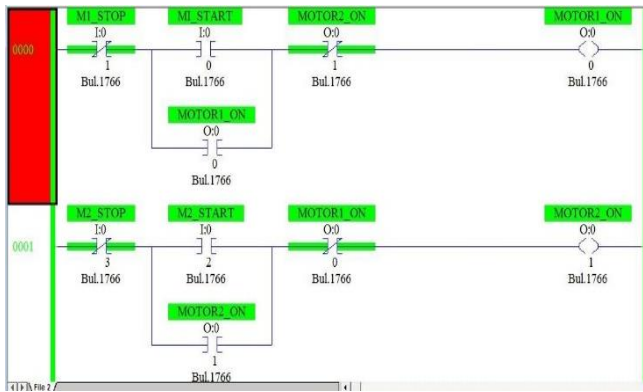 M1_STOP MI_START MOTOR2_ON MOTOR1_ON
I:0 I:0 O:0 O:0
0000
1 0 1 0
Bul.1766 Bul.1766 Bul.1766 Bul.1766
MOTOR1_ON
O:0
0
Bul.1766
M2_STOP M2_START MOTOR1_ON MOTOR2_ON
I:0 I:0 O:0 O:0
0001
3 2 0 1
Bul.1766 Bul.1766 Bul.1766 Bul.1766
MOTOR2_ON
O:0
1
Bul.1766
File 2